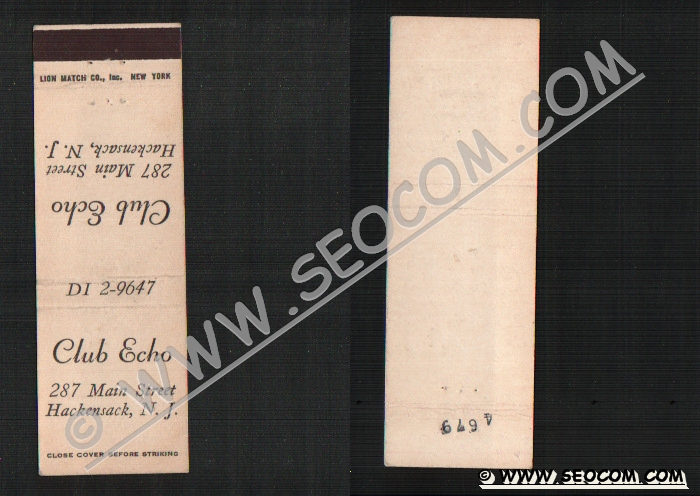 LION MATCH CO., Inc. NEW YORK
287 Main Street
Hackensack, N. J.
Club Echo
DI 2-9647
Club Echo
287 Main Street
Hackensack, N. J.
CLOSE COVER BEFORE STRIKING
© WWW.SEOCOM.COM
© WWW.SEOCOM.COM